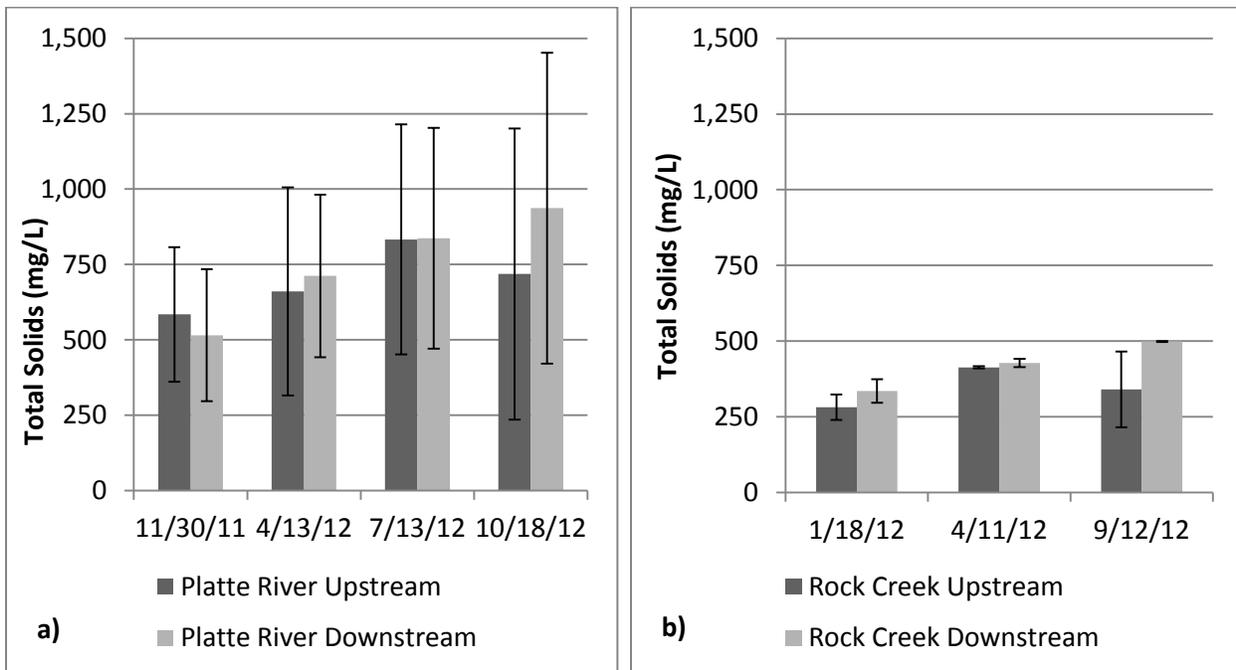 Total Solids (mg/L)
1,500
1,250
1,000
750
500
250
0
11/30/11 4/13/12 7/13/12 10/18/12
Platte River Upstream
Platte River Downstream
a)
Total Solids (mg/L)
1,500
1,250
1,000
750
500
250
0
1/18/12 4/11/12 9/12/12
Rock Creek Upstream
Rock Creek Downstream
b)